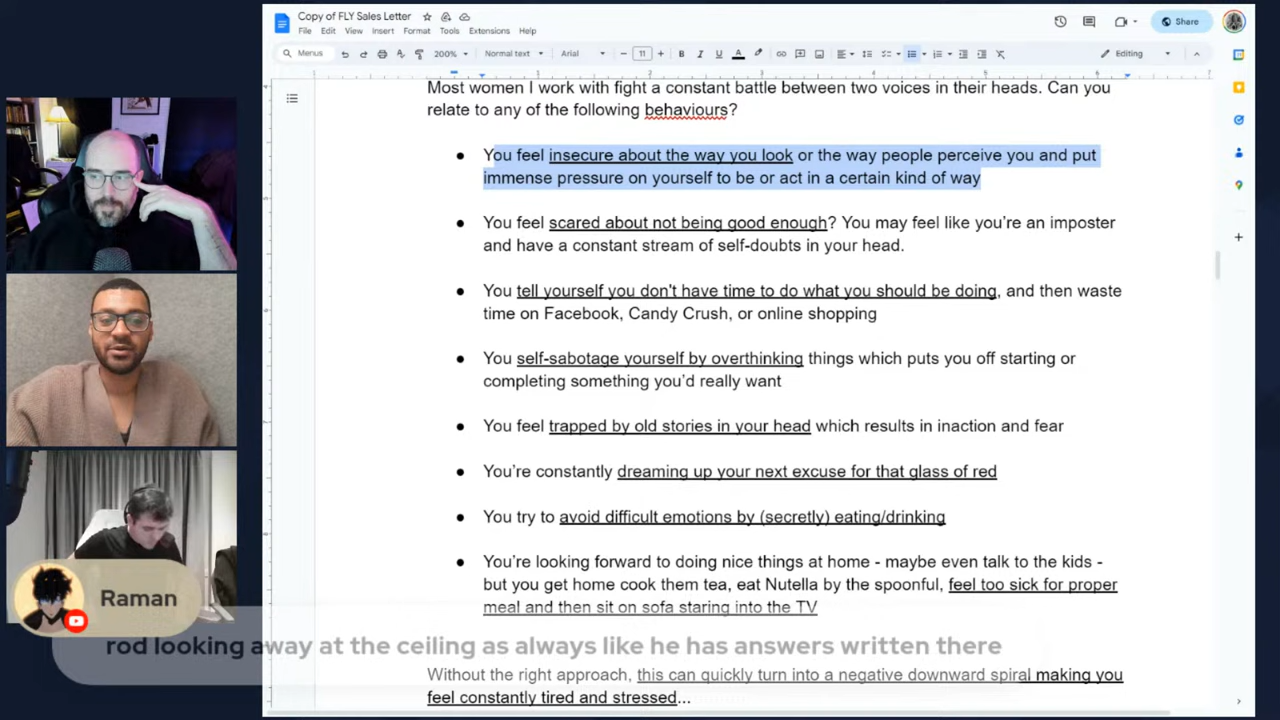 Copy of FLY Sales Letter
File Edit View Insert Format Tools Extensions Help
Share
Menus 200% Normal text Arial 11 Editing
Most women I work with fight a constant battle between two voices in their heads. Can you
relate to any of the following behaviours?
● You feel insecure about the way you look or the way people perceive you and put
immense pressure on yourself to be or act in a certain kind of way
● You feel scared about not being good enough? You may feel like you're an imposter
and have a constant stream of self-doubts in your head.
● You tell yourself you don't have time to do what you should be doing, and then waste
time on Facebook, Candy Crush, or online shopping
● You self-sabotage yourself by overthinking things which puts you off starting or
completing something you'd really want
● You feel trapped by old stories in your head which results in inaction and fear
● You're constantly dreaming up your next excuse for that glass of red
● You try to avoid difficult emotions by (secretly) eating/drinking
● You're looking forward to doing nice things at home - maybe even talk to the kids -
but you get home cook them tea, eat Nutella by the spoonful, feel too sick for proper
meal and then sit on sofa staring into the TV
Without the right approach, this can quickly turn into a negative downward spiral making you
feel constantly tired and stressed...
Raman
rod looking away at the ceiling as always like he has answers written there